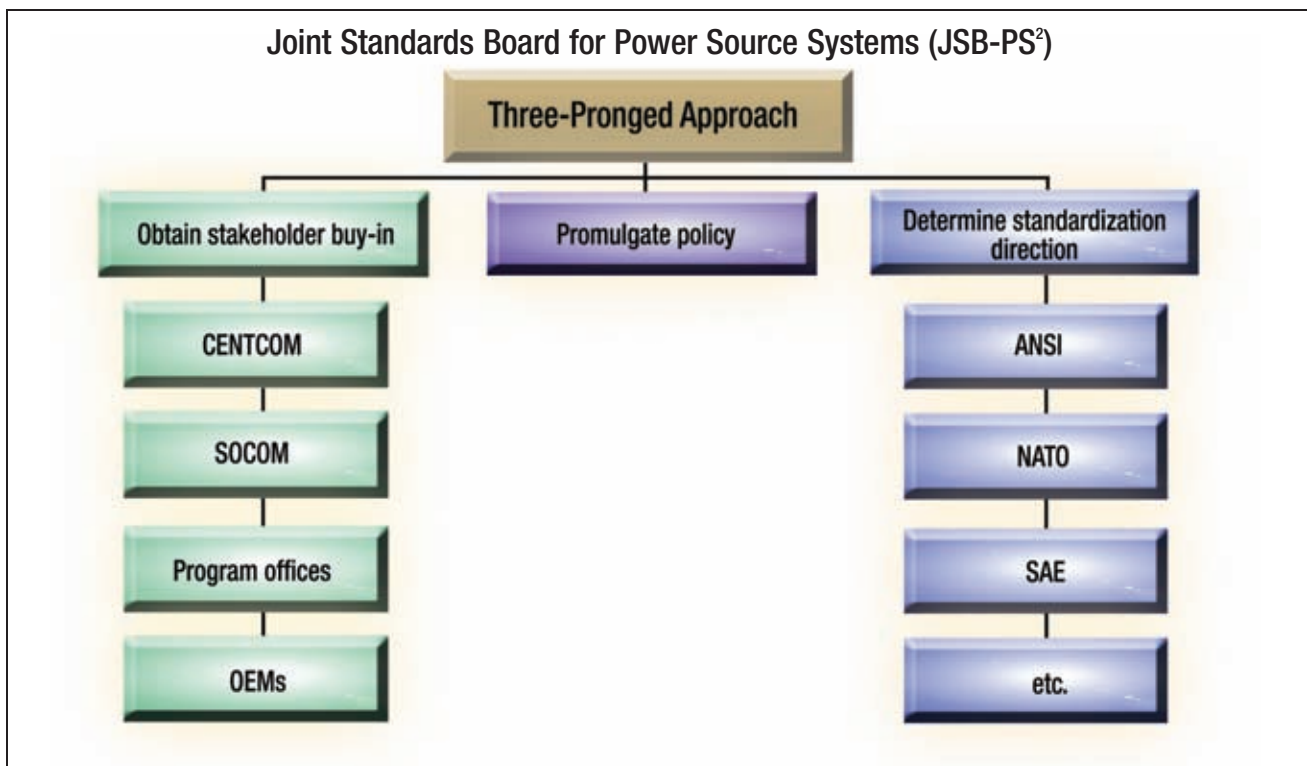 Joint Standards Board for Power Source Systems (JSB-PS²)
Three-Pronged Approach
Obtain stakeholder buy-in
CENTCOM
SOCOM
Program offices
OEMs
Promulgate policy
Determine standardization
direction
ANSI
NATO
SAE
etc.